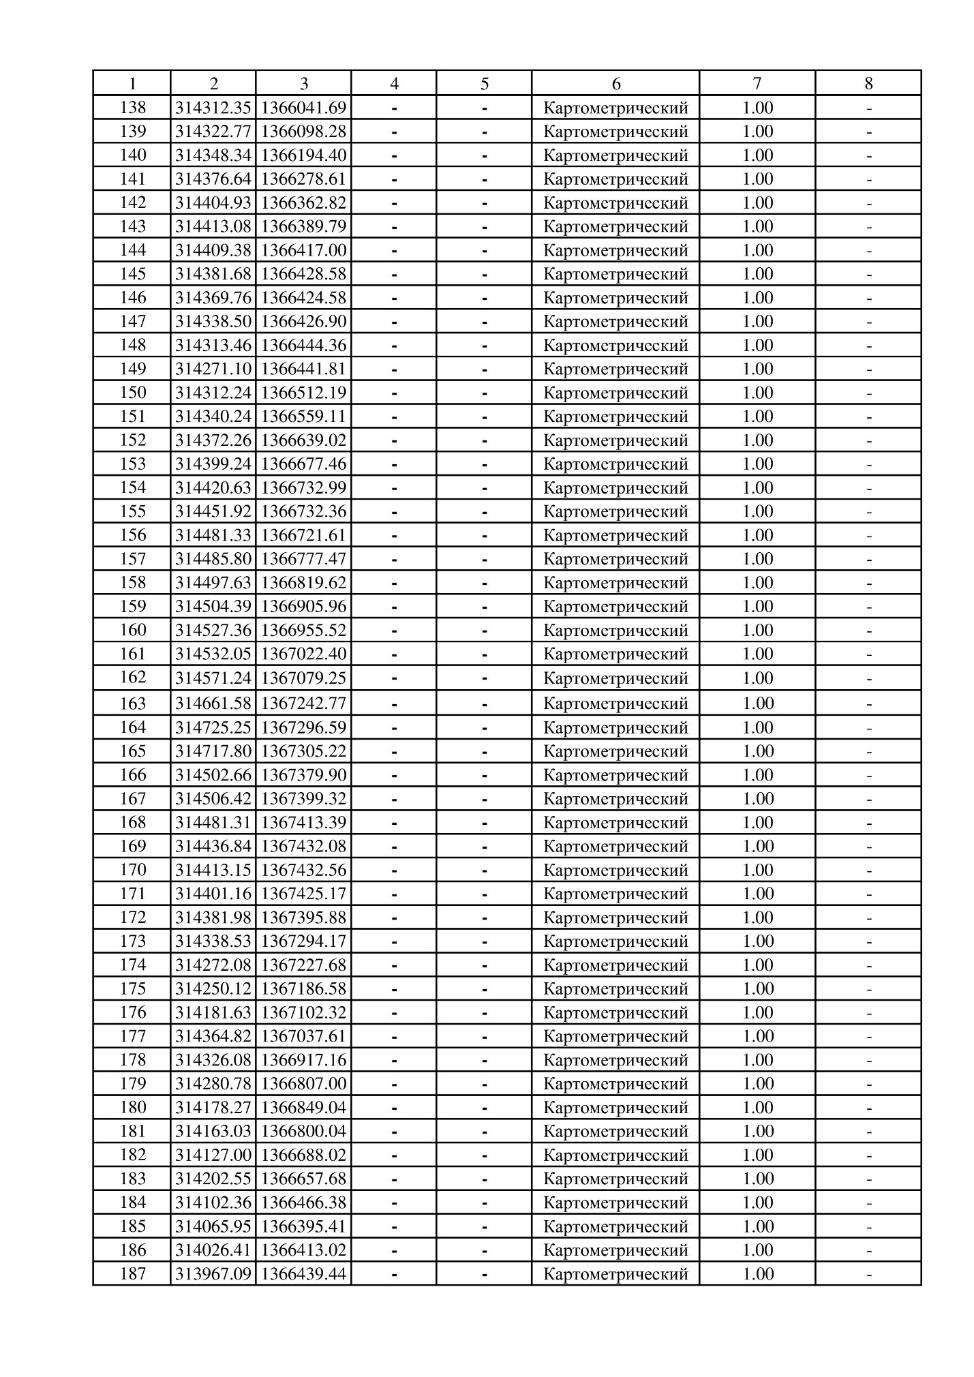 1 2 3 4 5 6 7 8
138 314312.35 1366041.69 - - Картометрический 1.00 -
139 314322.77 1366098.28 - - Картометрический 1.00 -
140 314348.34 1366194.40 - - Картометрический 1.00 -
141 314376.64 1366278.61 - - Картометрический 1.00 -
142 314404.93 1366362.82 - - Картометрический 1.00 -
143 314413.08 1366389.79 - - Картометрический 1.00 -
144 314409.38 1366417.00 - - Картометрический 1.00 -
145 314381.68 1366428.58 - - Картометрический 1.00 -
146 314369.76 1366424.58 - - Картометрический 1.00 -
147 314338.50 1366426.90 - - Картометрический 1.00 -
148 314313.46 1366444.36 - - Картометрический 1.00 -
149 314271.10 1366441.81 - - Картометрический 1.00 -
150 314312.24 1366512.19 - - Картометрический 1.00 -
151 314340.24 1366559.11 - - Картометрический 1.00 -
152 314372.26 1366639.02 - - Картометрический 1.00 -
153 314399.24 1366677.46 - - Картометрический 1.00 -
154 314420.63 1366732.99 - - Картометрический 1.00 -
155 314451.92 1366732.36 - - Картометрический 1.00 -
156 314481.33 1366721.61 - - Картометрический 1.00 -
157 314485.80 1366777.47 - - Картометрический 1.00 -
158 314497.63 1366819.62 - - Картометрический 1.00 -
159 314504.39 1366905.96 - - Картометрический 1.00 -
160 314527.36 1366955.52 - - Картометрический 1.00 -
161 314532.05 1367022.40 - - Картометрический 1.00 -
162 314571.24 1367079.25 - - Картометрический 1.00 -
163 314661.58 1367242.77 - - Картометрический 1.00 -
164 314725.25 1367296.59 - - Картометрический 1.00 -
165 314717.80 1367305.22 - - Картометрический 1.00 -
166 314502.66 1367379.90 - - Картометрический 1.00 -
167 314506.42 1367399.32 - - Картометрический 1.00 -
168 314481.31 1367413.39 - - Картометрический 1.00 -
169 314436.84 1367432.08 - - Картометрический 1.00 -
170 314413.15 1367432.56 - - Картометрический 1.00 -
171 314401.16 1367425.17 - - Картометрический 1.00 -
172 314381.98 1367395.88 - - Картометрический 1.00 -
173 314338.53 1367294.17 - - Картометрический 1.00 -
174 314272.08 1367227.68 - - Картометрический 1.00 -
175 314250.12 1367186.58 - - Картометрический 1.00 -
176 314181.63 1367102.32 - - Картометрический 1.00 -
177 314364.82 1367037.61 - - Картометрический 1.00 -
178 314326.08 1366917.16 - - Картометрический 1.00 -
179 314280.78 1366807.00 - - Картометрический 1.00 -
180 314178.27 1366849.04 - - Картометрический 1.00 -
181 314163.03 1366800.04 - - Картометрический 1.00 -
182 314127.00 1366688.02 - - Картометрический 1.00 -
183 314202.55 1366657.68 - - Картометрический 1.00 -
184 314102.36 1366466.38 - - Картометрический 1.00 -
185 314065.95 1366395.41 - - Картометрический 1.00 -
186 314026.41 1366413.02 - - Картометрический 1.00 -
187 313967.09 1366439.44 - - Картометрический 1.00 -